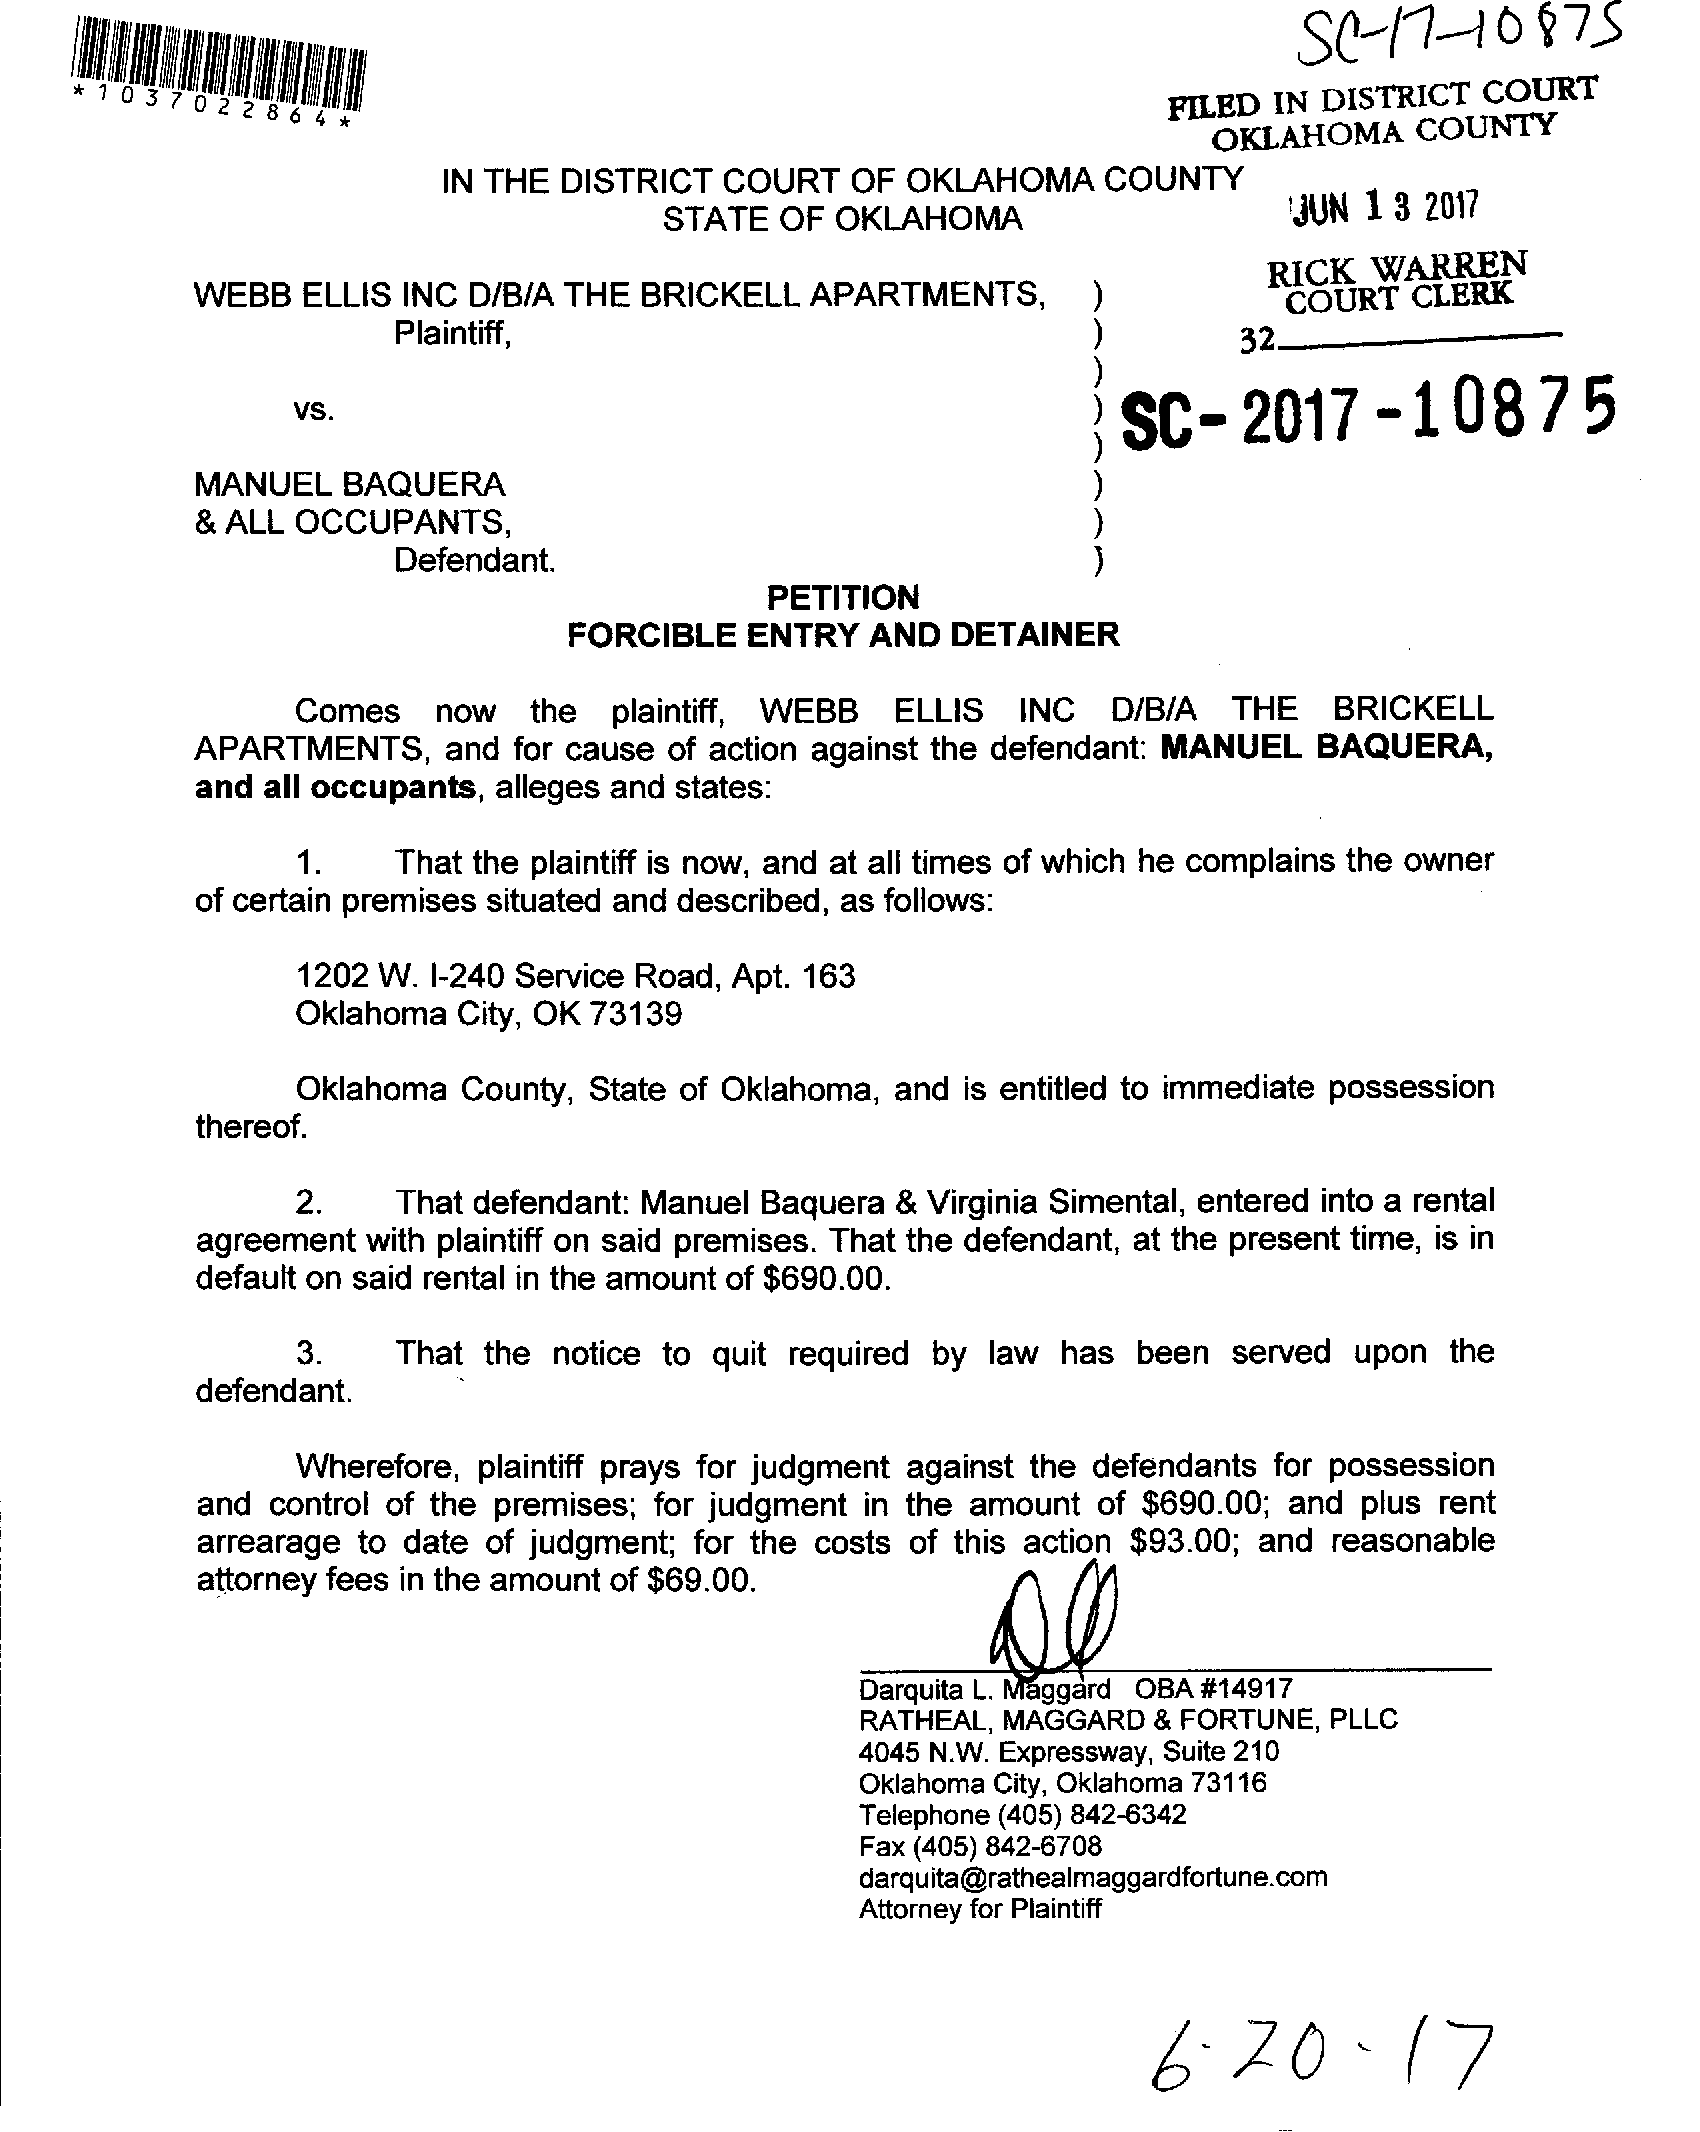 SC-17-10875
*1037022864*
FILED IN DISTRICT COURT
OKLAHOMA COUNTY
IN THE DISTRICT COURT OF OKLAHOMA COUNTY
STATE OF OKLAHOMA
JUN 13 2017
RICK WARREN
COURT CLERK
32
WEBB ELLIS INC D/B/A THE BRICKELL APARTMENTS, )
Plaintiff, )
)
vs. )
SC-2017-10875
)
MANUEL BAQUERA )
& ALL OCCUPANTS, )
Defendant. )
PETITION
FORCIBLE ENTRY AND DETAINER
Comes now the plaintiff, WEBB ELLIS INC D/B/A THE BRICKELL
APARTMENTS, and for cause of action against the defendant: MANUEL BAQUERA,
and all occupants, alleges and states:
1. That the plaintiff is now, and at all times of which he complains the owner
of certain premises situated and described, as follows:
1202 W. I-240 Service Road, Apt. 163
Oklahoma City, OK 73139
Oklahoma County, State of Oklahoma, and is entitled to immediate possession
thereof.
2. That defendant: Manuel Baquera & Virginia Simental, entered into a rental
agreement with plaintiff on said premises. That the defendant, at the present time, is in
default on said rental in the amount of $690.00.
3. That the notice to quit required by law has been served upon the
defendant.
Wherefore, plaintiff prays for judgment against the defendants for possession
and control of the premises; for judgment in the amount of $690.00; and plus rent
arrearage to date of judgment; for the costs of this action $93.00; and reasonable
attorney fees in the amount of $69.00.
Darquita L. Maggard OBA #14917
RATHEAL, MAGGARD & FORTUNE, PLLC
4045 N.W. Expressway, Suite 210
Oklahoma City, Oklahoma 73116
Telephone (405) 842-6342
Fax (405) 842-6708
darquita@rathealmaggardfortune.com
Attorney for Plaintiff
6-20-17